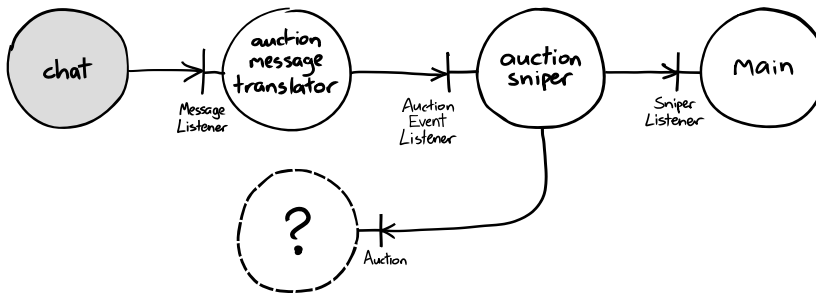 chat
auction
message
translator
auction
sniper
Main
Message
Listener
Auction
Event
Listener
Sniper
Listener
?
Auction